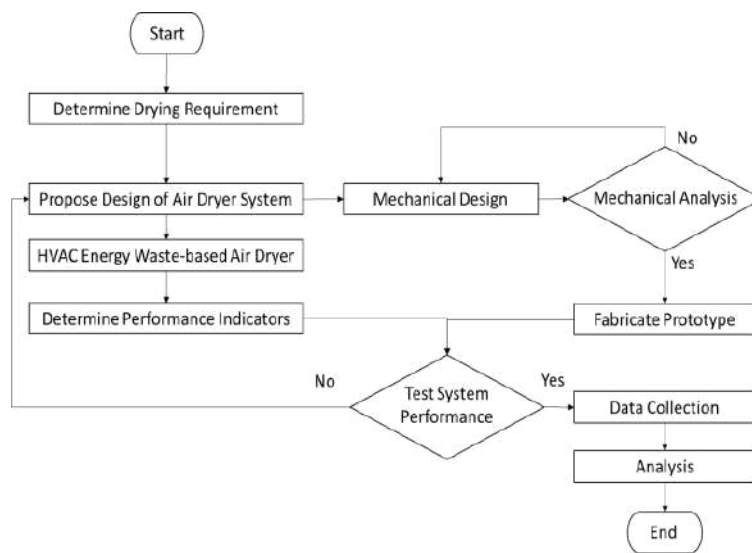 Start
Determine Drying Requirement
No
Propose Design of Air Dryer System
Mechanical Design
Mechanical Analysis
HVAC Energy Waste-based Air Dryer
Yes
Determine Performance Indicators
Fabricate Prototype
No
Test System
Performance
Yes
Data Collection
Analysis
End